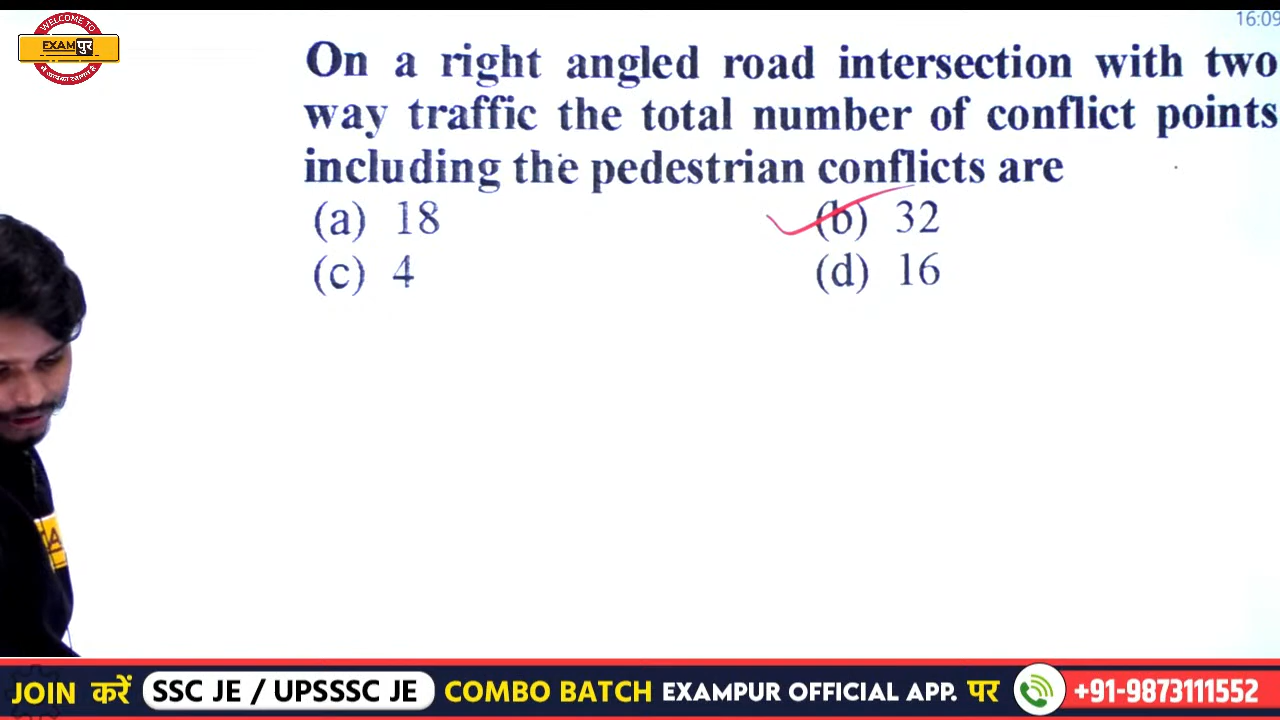 16:09
WELCOME TO
EXAMपुर
On a right angled road intersection with two
way traffic the total number of conflict points
including the pedestrian conflicts are
(a) 18 (b) 32
(c) 4 (d) 16
JOIN करें SSC JE / UPSSSC JE COMBO BATCH EXAMPUR OFFICIAL APP. पर +91-9873111552